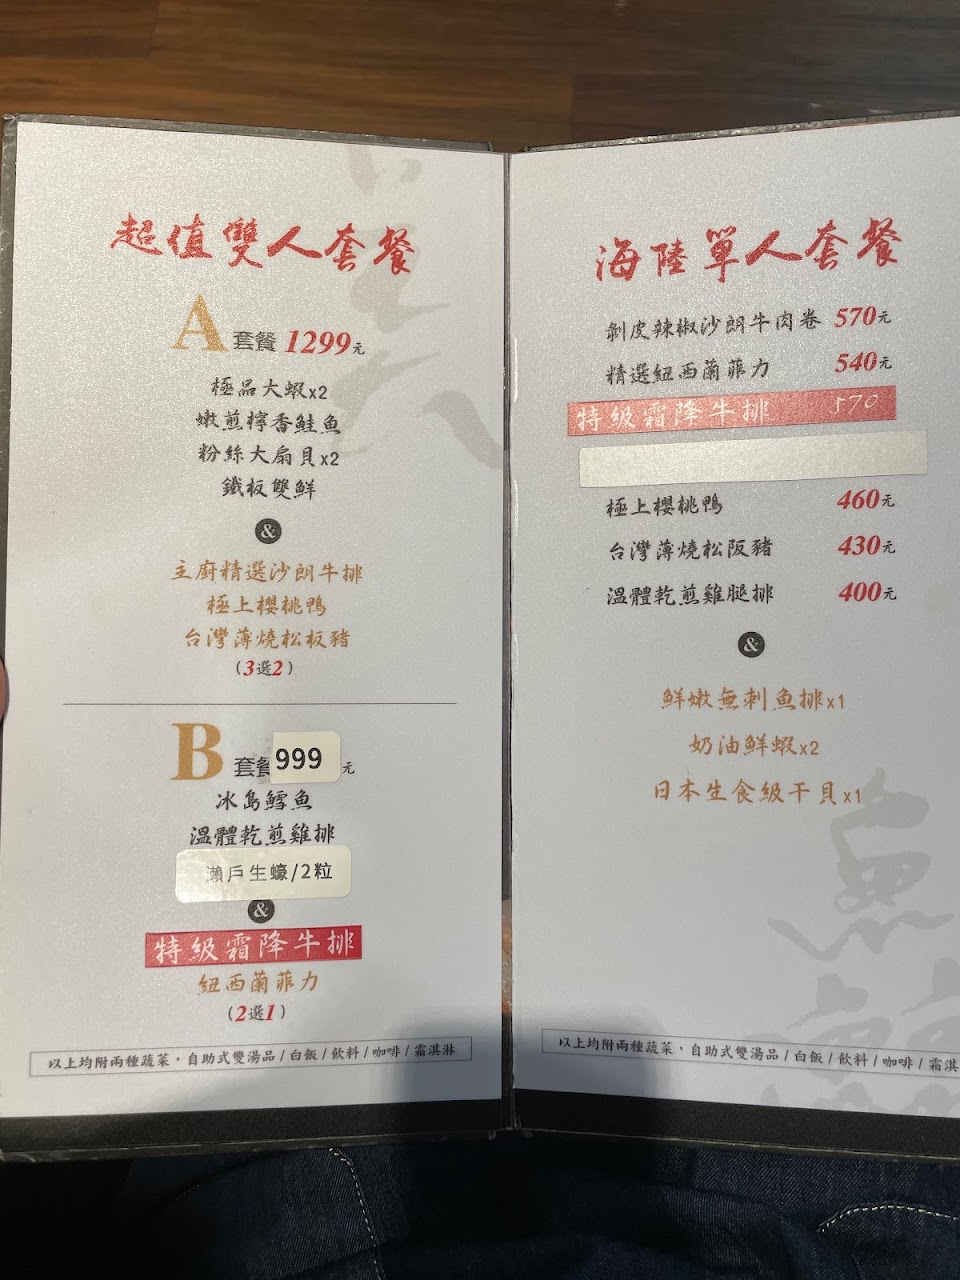 超值雙人套餐
A 套餐 1299元
極品大蝦x2
嫩煎檸香鮭魚
粉絲大扇貝x2
鐵板雙鮮
&
主廚精選沙朗牛排
極上櫻桃鴨
台灣薄燒松板豬
(3選2)
B 套餐 999 元
冰島鱈魚
溫體乾煎雞排
瀨戶生蠔/2粒
&
特級霜降牛排
紐西蘭菲力
(2選1)
以上均附兩種蔬菜・自助式雙湯品/白飯/飲料/咖啡/霜淇淋
海陸單人套餐
剝皮辣椒沙朗牛肉卷 570元
精選紐西蘭菲力 540元
特級霜降牛排 570
極上櫻桃鴨 460元
台灣薄燒松阪豬 430元
溫體乾煎雞腿排 400元
&
鮮嫩無刺魚排x1
奶油鮮蝦x2
日本生食級干貝x1
以上均附兩種蔬菜・自助式雙湯品/白飯/飲料/咖啡/霜淇